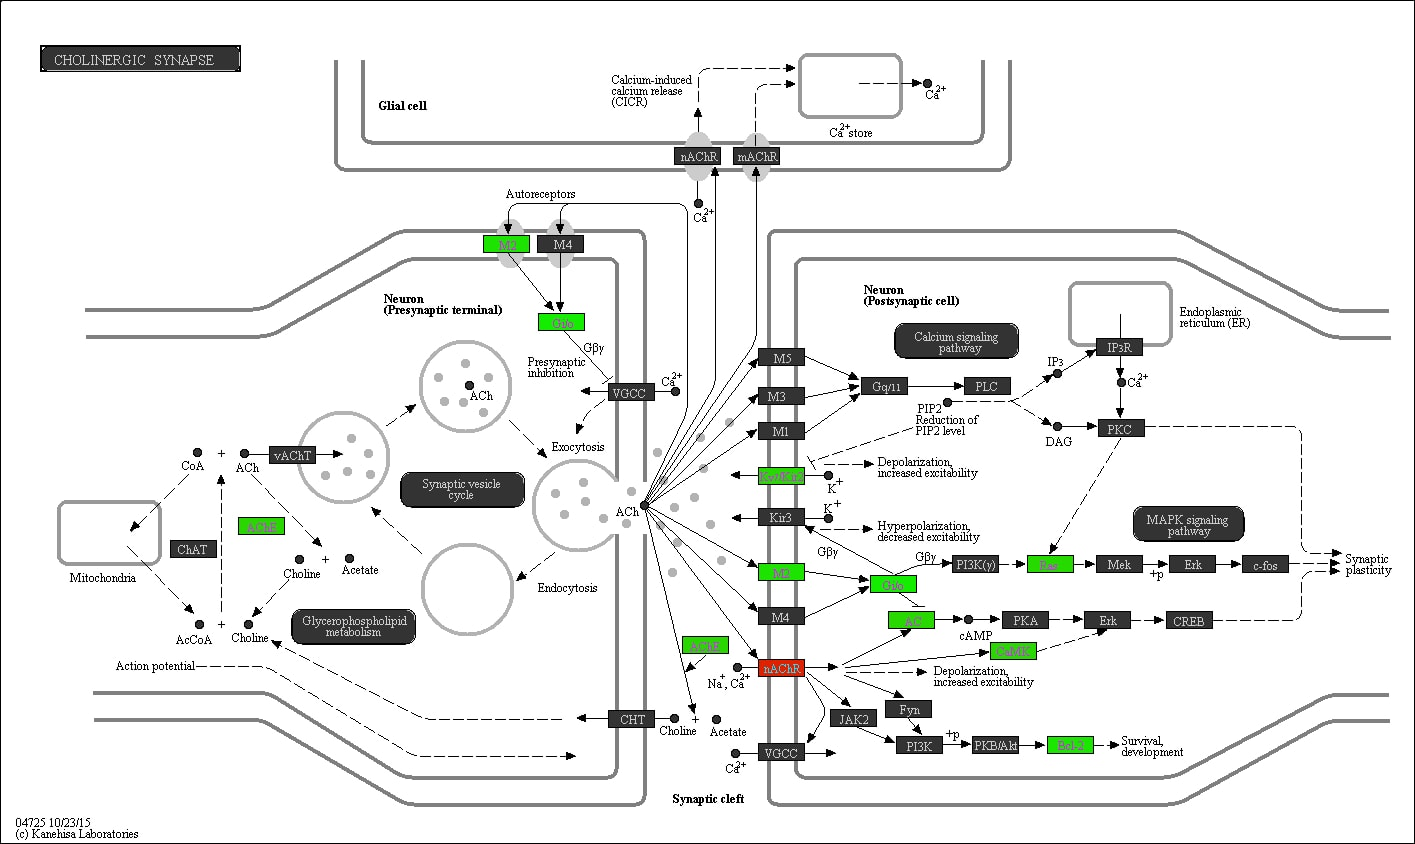 CHOLINERGIC SYNAPSE
Glial cell
Calcium-induced
calcium release
(CICR)
Ca2+
Ca2+ store
nAChR
mAChR
Ca2+
Autoreceptors
M2
M4
Neuron
(Presynaptic terminal)
Gi/o
Gβγ
Presynaptic
inhibition
VGCC
Ca2+
ACh
Exocytosis
CoA
+
ACh
vAChT
Synaptic vesicle
cycle
ACh
AChE
ChAT
Mitochondria
Choline
+
Acetate
Endocytosis
AcCoA
+
Choline
Glycerophospholipid
metabolism
Action potential
CHT
Choline
+
Acetate
AChE
Neuron
(Postsynaptic cell)
Calcium signaling
pathway
Endoplasmic
reticulum (ER)
IP3R
IP3
Ca2+
M5
M3
M1
Gq/11
PLC
PIP2
Reduction of
PIP2 level
DAG
PKC
Depolarization,
increased excitability
K+
K+
Kir3
Hyperpolarization,
decreased excitability
MAPK signaling
pathway
Gβγ
Gβγ
M2
Gi/o
PI3K(γ)
Ras
Mek
+p
Erk
c-fos
Synaptic
plasticity
M4
AC
cAMP
PKA
Erk
CREB
CaMK
nAChR
Na+, Ca2+
Depolarization,
increased excitability
JAK2
Fyn
PI3K
+p
PKB/Akt
Bcl-2
Survival,
development
VGCC
Ca2+
Synaptic cleft
04725 10/23/15
(c) Kanehisa Laboratories